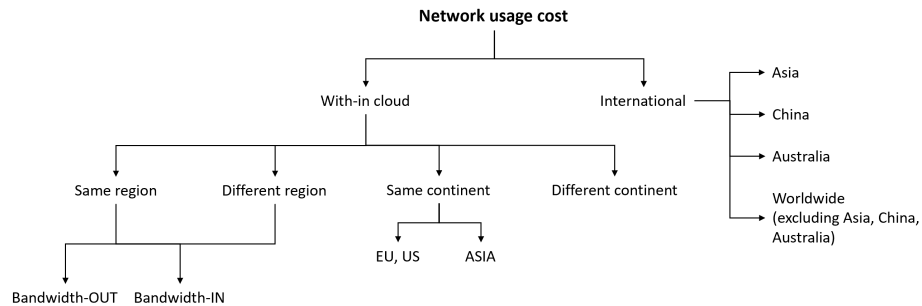 Network usage cost
With-in cloud
International
Asia
China
Australia
Worldwide
(excluding Asia, China,
Australia)
Same region
Different region
Same continent
Different continent
EU, US
ASIA
Bandwidth-OUT
Bandwidth-IN